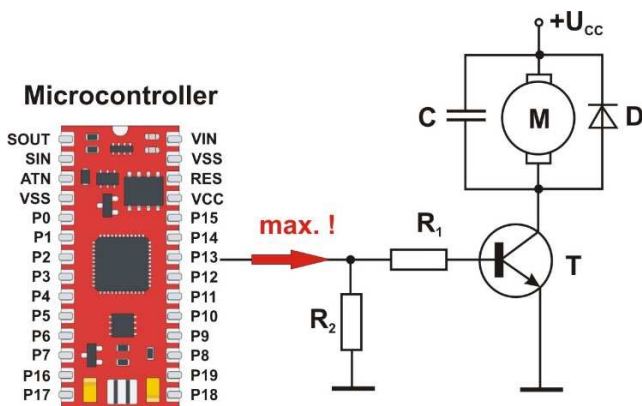 +Ucc
Microcontroller
C
M
D
SOUT
VIN
SIN
VSS
ATN
RES
VSS
VCC
P0
P15
P1
P14
P2
P13
P3
P12
P4
P11
P5
P10
P6
P9
P7
P8
P16
P19
P17
P18
max. !
R1
T
R2